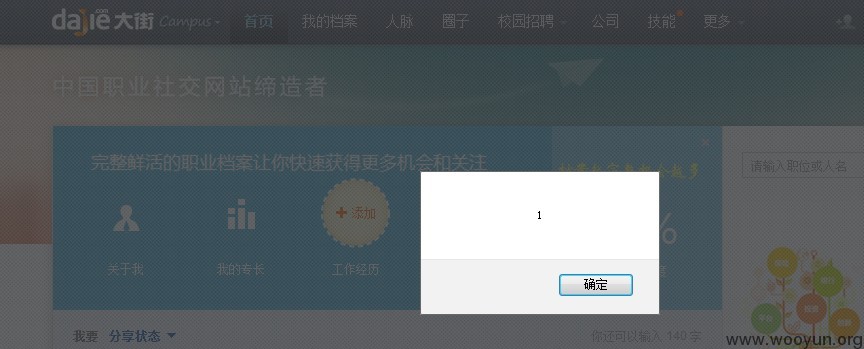 dajie.com 大街 Campus 首页 我的档案 人脉 圈子 校园招聘 公司 技能 更多
中国职业社交网站缔造者
完整鲜活的职业档案让你快速获得更多机会和关注
请输入职位或人名
1
+ 添加
%
关于我 我的专长 工作经历
确定
我要 分享状态 你还可以输入 140 字
www.wooyun.org